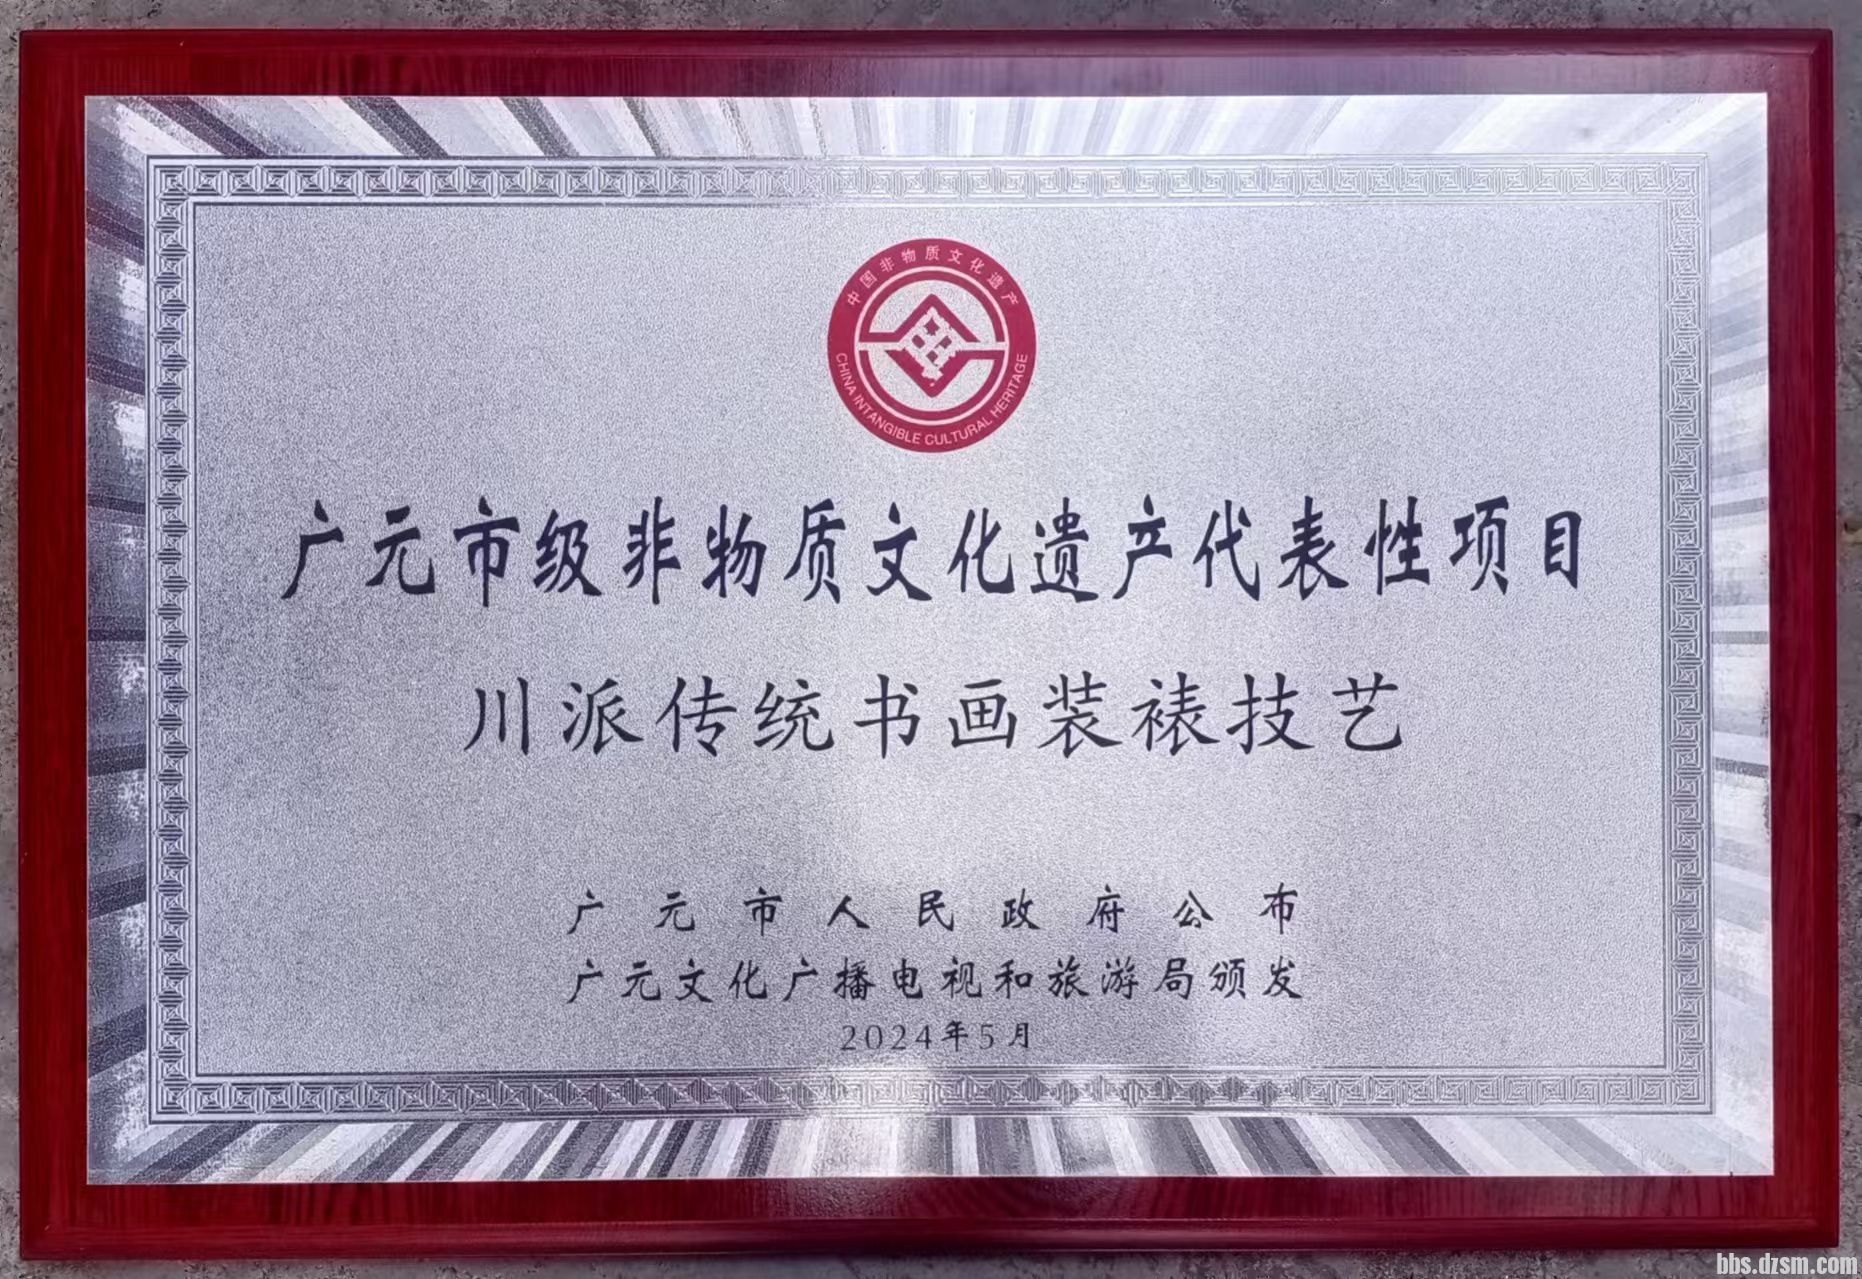 中国非物质文化遗产
CHINA INTANGIBLE CULTURAL HERITAGE
广元市级非物质文化遗产代表性项目
川派传统书画装裱技艺
广元市人民政府公布
广元文化广播电视和旅游局颁发
2024年5月
bbs.dzsm.com